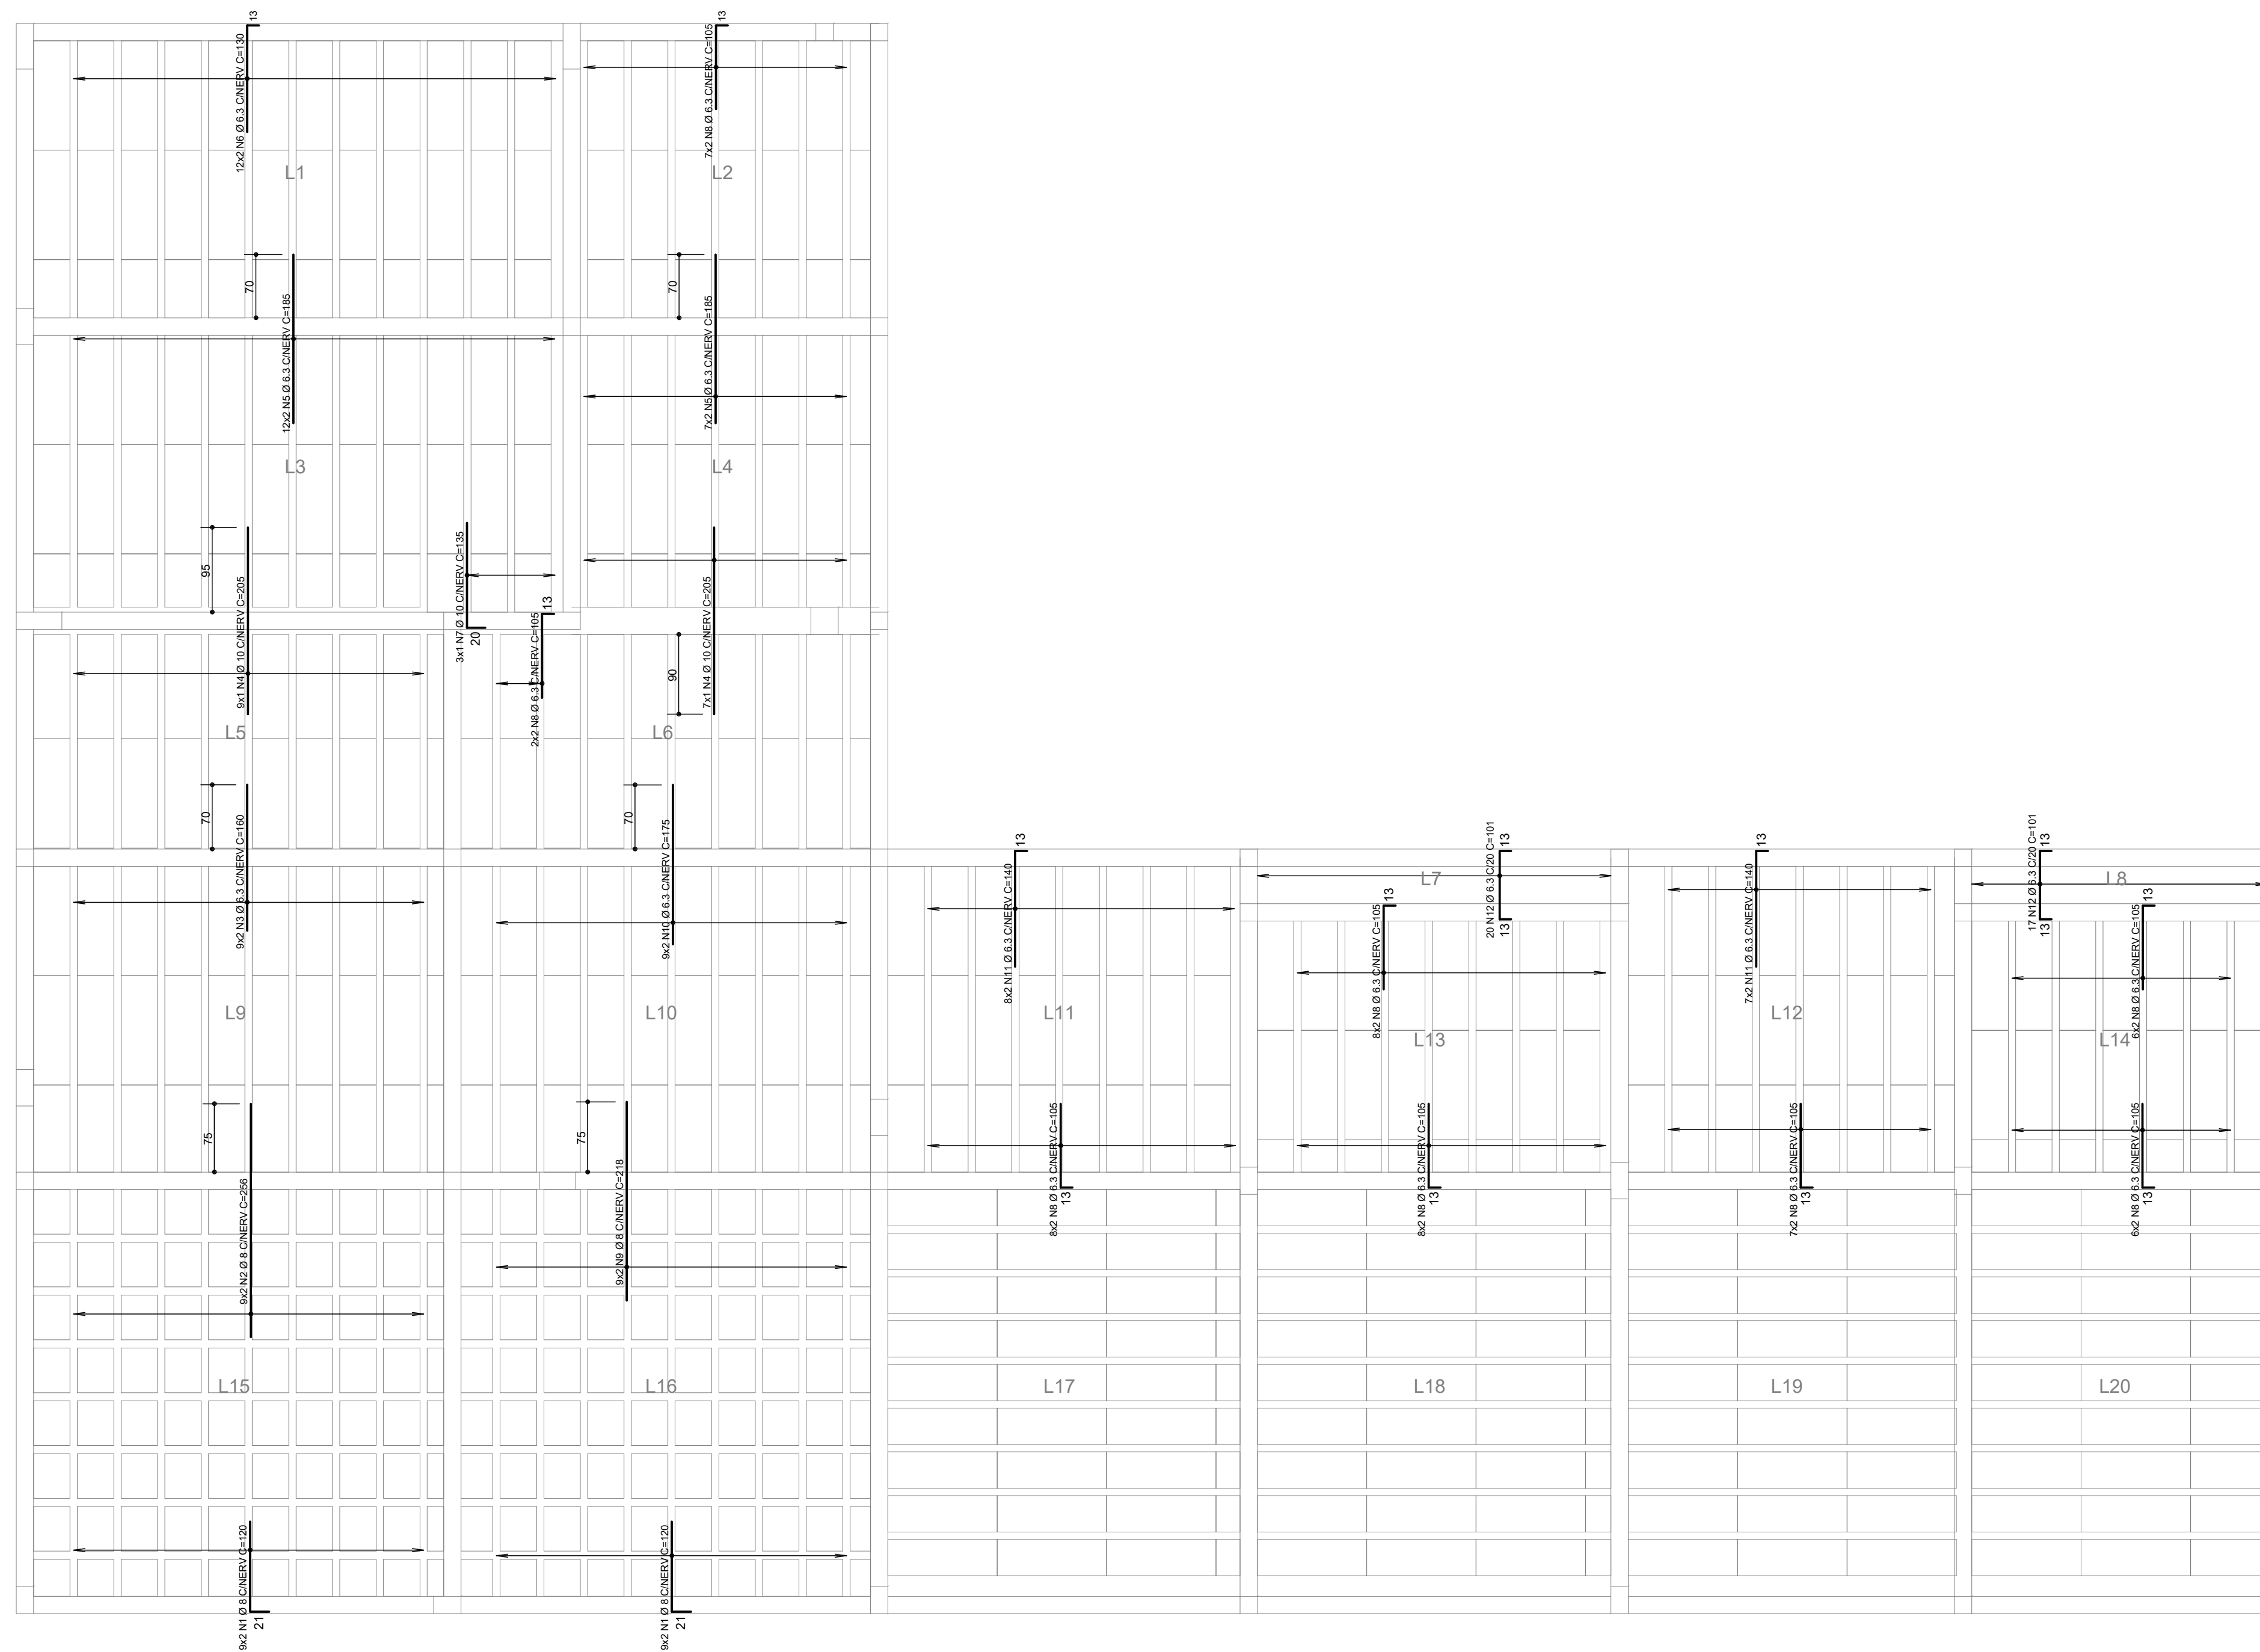 13
12x2 N6 Ø 6.3 C/NERV C=130
13
7x2 N8 Ø 6.3 C/NERV C=105
L1
L2
70
12x2 N5 Ø 6.3 C/NERV C=185
70
7x2 N5 Ø 6.3 C/NERV C=185
L3
L4
95
9x1 N4 Ø 10 C/NERV C=205
3x1 N7 Ø 10 C/NERV C=135
20
13
2x2 N8 Ø 6.3 C/NERV C=105
90
7x1 N4 Ø 10 C/NERV C=205
L5
L6
70
9x2 N3 Ø 6.3 C/NERV C=160
70
9x2 N10 Ø 6.3 C/NERV C=175
13
8x2 N11 Ø 6.3 C/NERV C=140
L7
13
8x2 N8 Ø 6.3 C/NERV C=105
13
20 N12 Ø 6.3 C/20 C=101
13
13
7x2 N11 Ø 6.3 C/NERV C=140
13
17 N12 Ø 6.3 C/20 C=101
13
L8
13
6x2 N8 Ø 6.3 C/NERV C=105
L9
L10
L11
L13
L12
L14
75
9x2 N2 Ø 8 C/NERV C=256
75
9x2 N9 Ø 8 C/NERV C=218
8x2 N8 Ø 6.3 C/NERV C=105
13
8x2 N8 Ø 6.3 C/NERV C=105
13
7x2 N8 Ø 6.3 C/NERV C=105
13
6x2 N8 Ø 6.3 C/NERV C=105
13
L15
L16
L17
L18
L19
L20
9x2 N1 Ø 8 C/NERV C=120
21
9x2 N1 Ø 8 C/NERV C=120
21